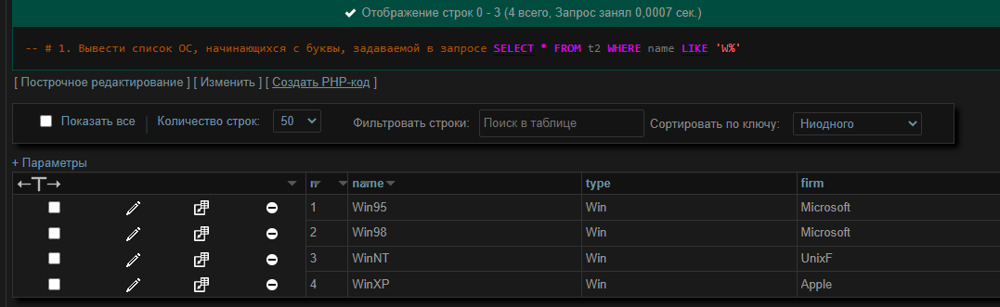 Отображение строк 0 - 3 (4 всего, Запрос занял 0,0007 сек.)
-- # 1. Вывести список ОС, начинающихся с буквы, задаваемой в запросе SELECT * FROM t2 WHERE name LIKE 'W%'
[ Построчное редактирование ] [ Изменить ] [ Создать PHP-код ]
Показать все | Количество строк: 50 Фильтровать строки: Поиск в таблице Сортировать по ключу: Ниодного
+ Параметры
←T→ name type firm
1 Win95 Win Microsoft
2 Win98 Win Microsoft
3 WinNT Win UnixF
4 WinXP Win Apple